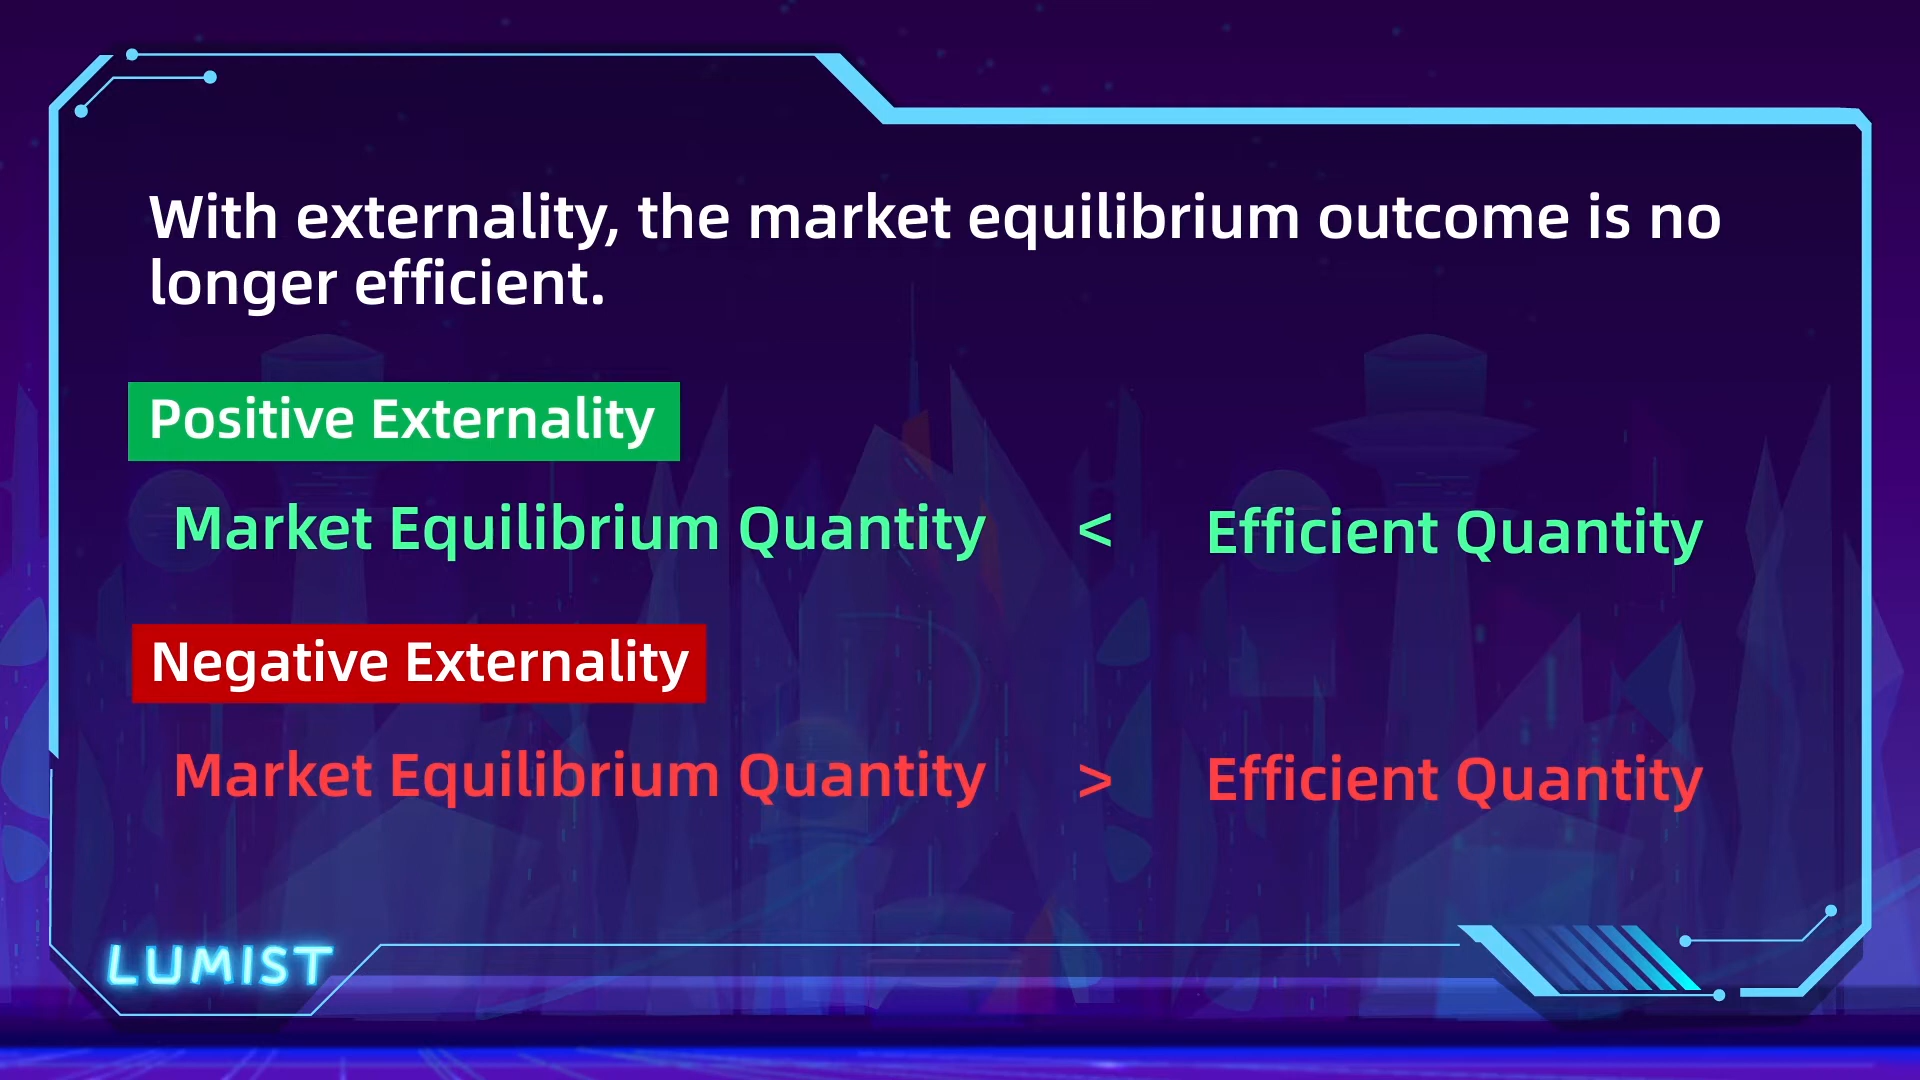 With externality, the market equilibrium outcome is no
longer efficient.
Positive Externality
Market Equilibrium Quantity < Efficient Quantity
Negative Externality
Market Equilibrium Quantity > Efficient Quantity
LUMIST